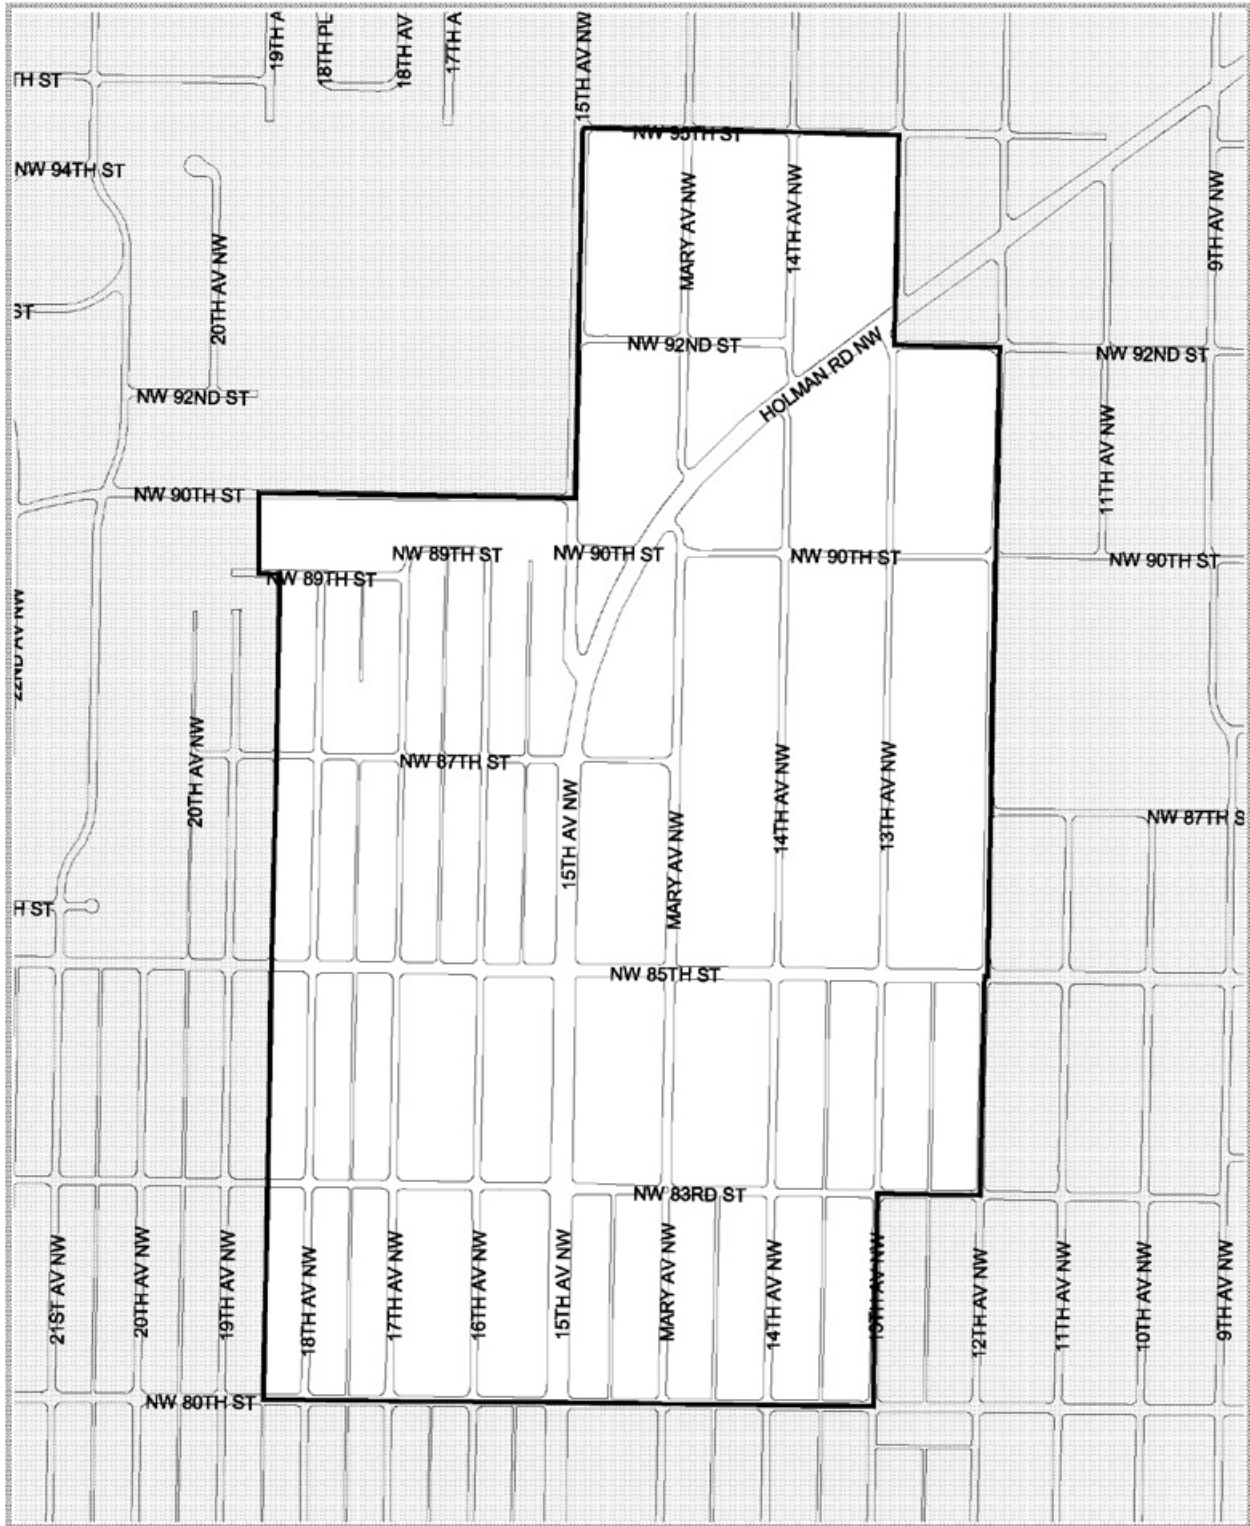 19TH A
18TH PL
18TH AV
17TH A
15TH AV NW
TH ST
NW 95TH ST
NW 94TH ST
MARY AV NW
14TH AV NW
9TH AV NW
20TH AV NW
ST
NW 92ND ST
NW 92ND ST
HOLMAN RD NW
NW 92ND ST
11TH AV NW
NW 90TH ST
NW 89TH ST
NW 90TH ST
NW 90TH ST
NW 90TH ST
NW 89TH ST
22ND AV NW
20TH AV NW
NW 87TH ST
15TH AV NW
MARY AV NW
14TH AV NW
13TH AV NW
NW 87TH S
H ST
NW 85TH ST
NW 83RD ST
21ST AV NW
20TH AV NW
19TH AV NW
18TH AV NW
17TH AV NW
16TH AV NW
15TH AV NW
MARY AV NW
14TH AV NW
13TH AV NW
12TH AV NW
11TH AV NW
10TH AV NW
9TH AV NW
NW 80TH ST